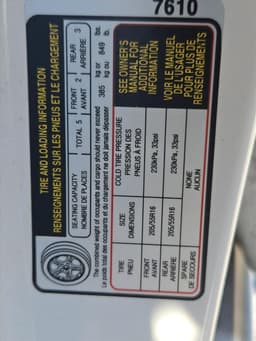 7610
TIRE AND LOADING INFORMATION
RENSEIGNEMENTS SUR LES PNEUS ET LE CHARGEMENT
SEATING CAPACITY
NOMBRE DE PLACES
TOTAL 5
FRONT
AVANT
2
REAR
ARRIÈRE
3
The combined weight of occupants and cargo should never exceed 385 kg or 849 lbs.
Le poids total des occupants et du chargement ne doit jamais dépasser 385 kg ou 849 lb.
TIRE
PNEU
SIZE
DIMENSIONS
COLD TIRE PRESSURE
PRESSION DES
PNEUS À FROID
FRONT
AVANT
205/55R16
230kPa, 33psi
REAR
ARRIÈRE
205/55R16
230kPa, 33psi
SPARE
DE SECOURS
NONE
AUCUN
SEE OWNER'S
MANUAL FOR
ADDITIONAL
INFORMATION
VOIR LE MANUEL
DE L'USAGER
POUR PLUS DE
RENSEIGNEMENTS